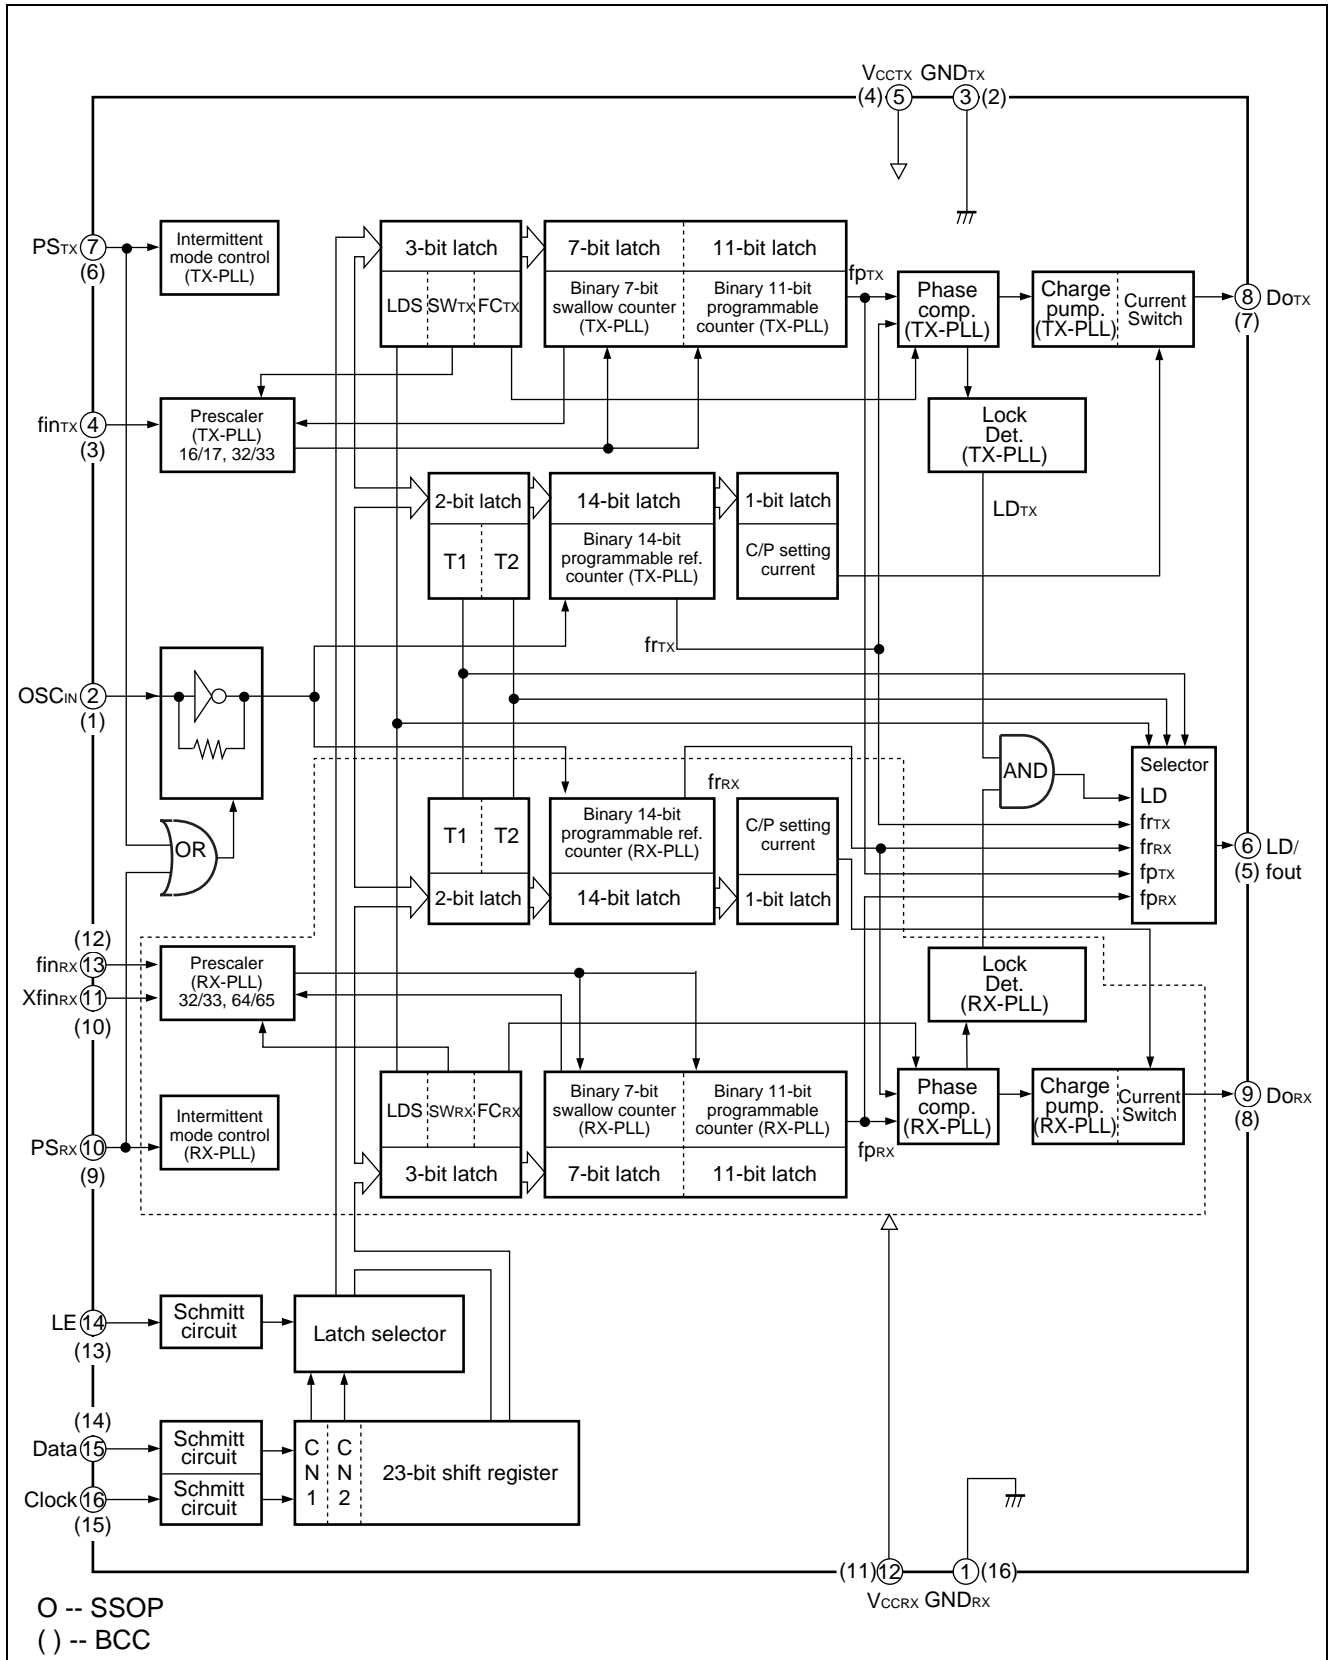 VCCTX GNDTX
(4) 5 3 (2)
PSTX 7
(6)
Intermittent
mode control
(TX-PLL)
3-bit latch
LDS SWTX FCTX
7-bit latch
11-bit latch
Binary 7-bit
swallow counter
(TX-PLL)
Binary 11-bit
programmable
counter (TX-PLL)
fpTX
Phase
comp.
(TX-PLL)
Charge
pump.
(TX-PLL)
Current
Switch
8 DoTX
(7)
finTX 4
(3)
Prescaler
(TX-PLL)
16/17, 32/33
Lock
Det.
(TX-PLL)
LDTX
2-bit latch
T1 T2
14-bit latch
Binary 14-bit
programmable ref.
counter (TX-PLL)
1-bit latch
C/P setting
current
frTX
OSCIN 2
(1)
OR
AND
Selector
LD
frTX
frRX
fpTX
fpRX
6 LD/
(5) fout
frRX
T1 T2
2-bit latch
Binary 14-bit
programmable ref.
counter (RX-PLL)
14-bit latch
C/P setting
current
1-bit latch
(12)
finRX 13
XfinRX 11
(10)
Prescaler
(RX-PLL)
32/33, 64/65
Lock
Det.
(RX-PLL)
LDS SWRX FCRX
3-bit latch
Binary 7-bit
swallow counter
(RX-PLL)
Binary 11-bit
programmable
counter (RX-PLL)
7-bit latch
11-bit latch
fpRX
Phase
comp.
(RX-PLL)
Charge
pump.
(RX-PLL)
Current
Switch
9 DoRX
(8)
PSRX 10
(9)
Intermittent
mode control
(RX-PLL)
LE 14
(13)
Schmitt
circuit
Latch selector
(14)
Data 15
Schmitt
circuit
Clock 16
(15)
Schmitt
circuit
C
N
1
C
N
2
23-bit shift register
(11) 12 1 (16)
VCCRX GNDRX
O -- SSOP
( ) -- BCC